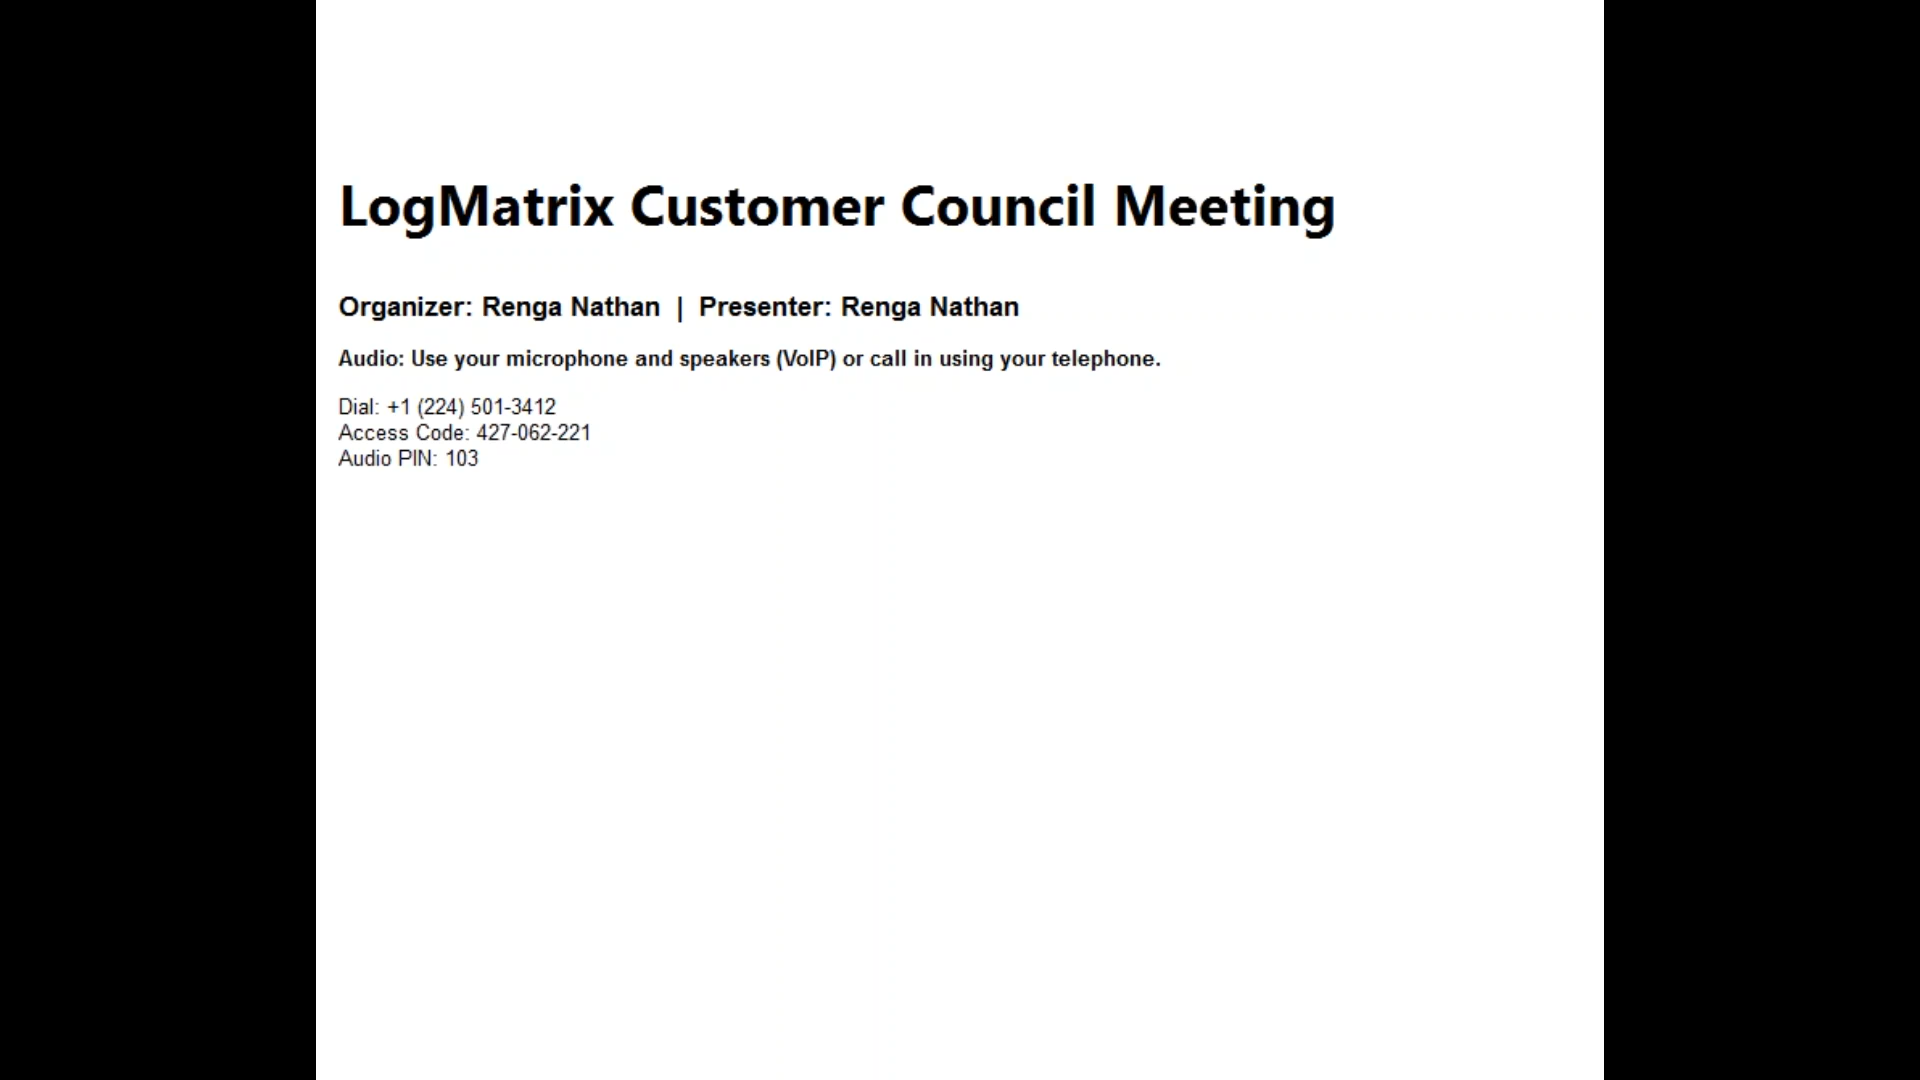 LogMatrix Customer Council Meeting
Organizer: Renga Nathan | Presenter: Renga Nathan
Audio: Use your microphone and speakers (VoIP) or call in using your telephone.
Dial: +1 (224) 501-3412
Access Code: 427-062-221
Audio PIN: 103